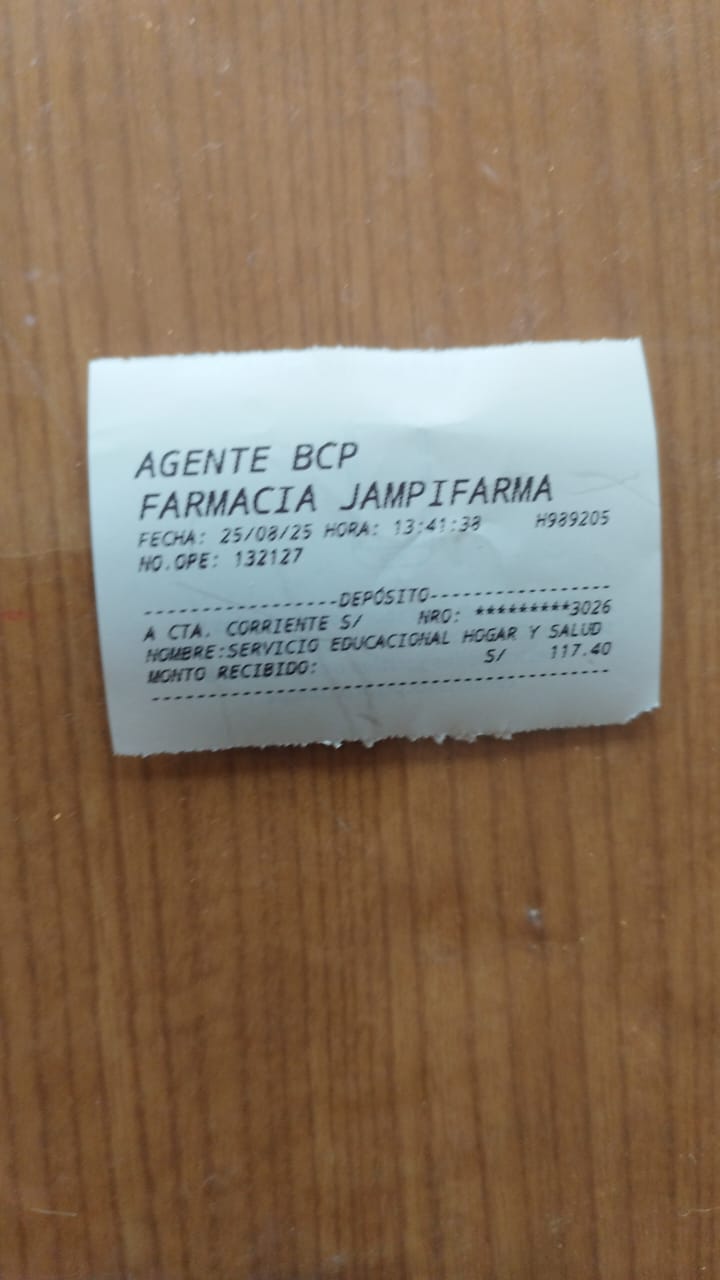 AGENTE BCP
FARMACIA JAMPIFARMA
FECHA: 25/08/25 HORA: 13:41:38 H989205
NO.OPE: 132127
-----------------DEPÓSITO-----------------
A CTA. CORRIENTE S/ NRO: *********3026
NOMBRE:SERVICIO EDUCACIONAL HOGAR Y SALUD
MONTO RECIBIDO: S/ 117.40